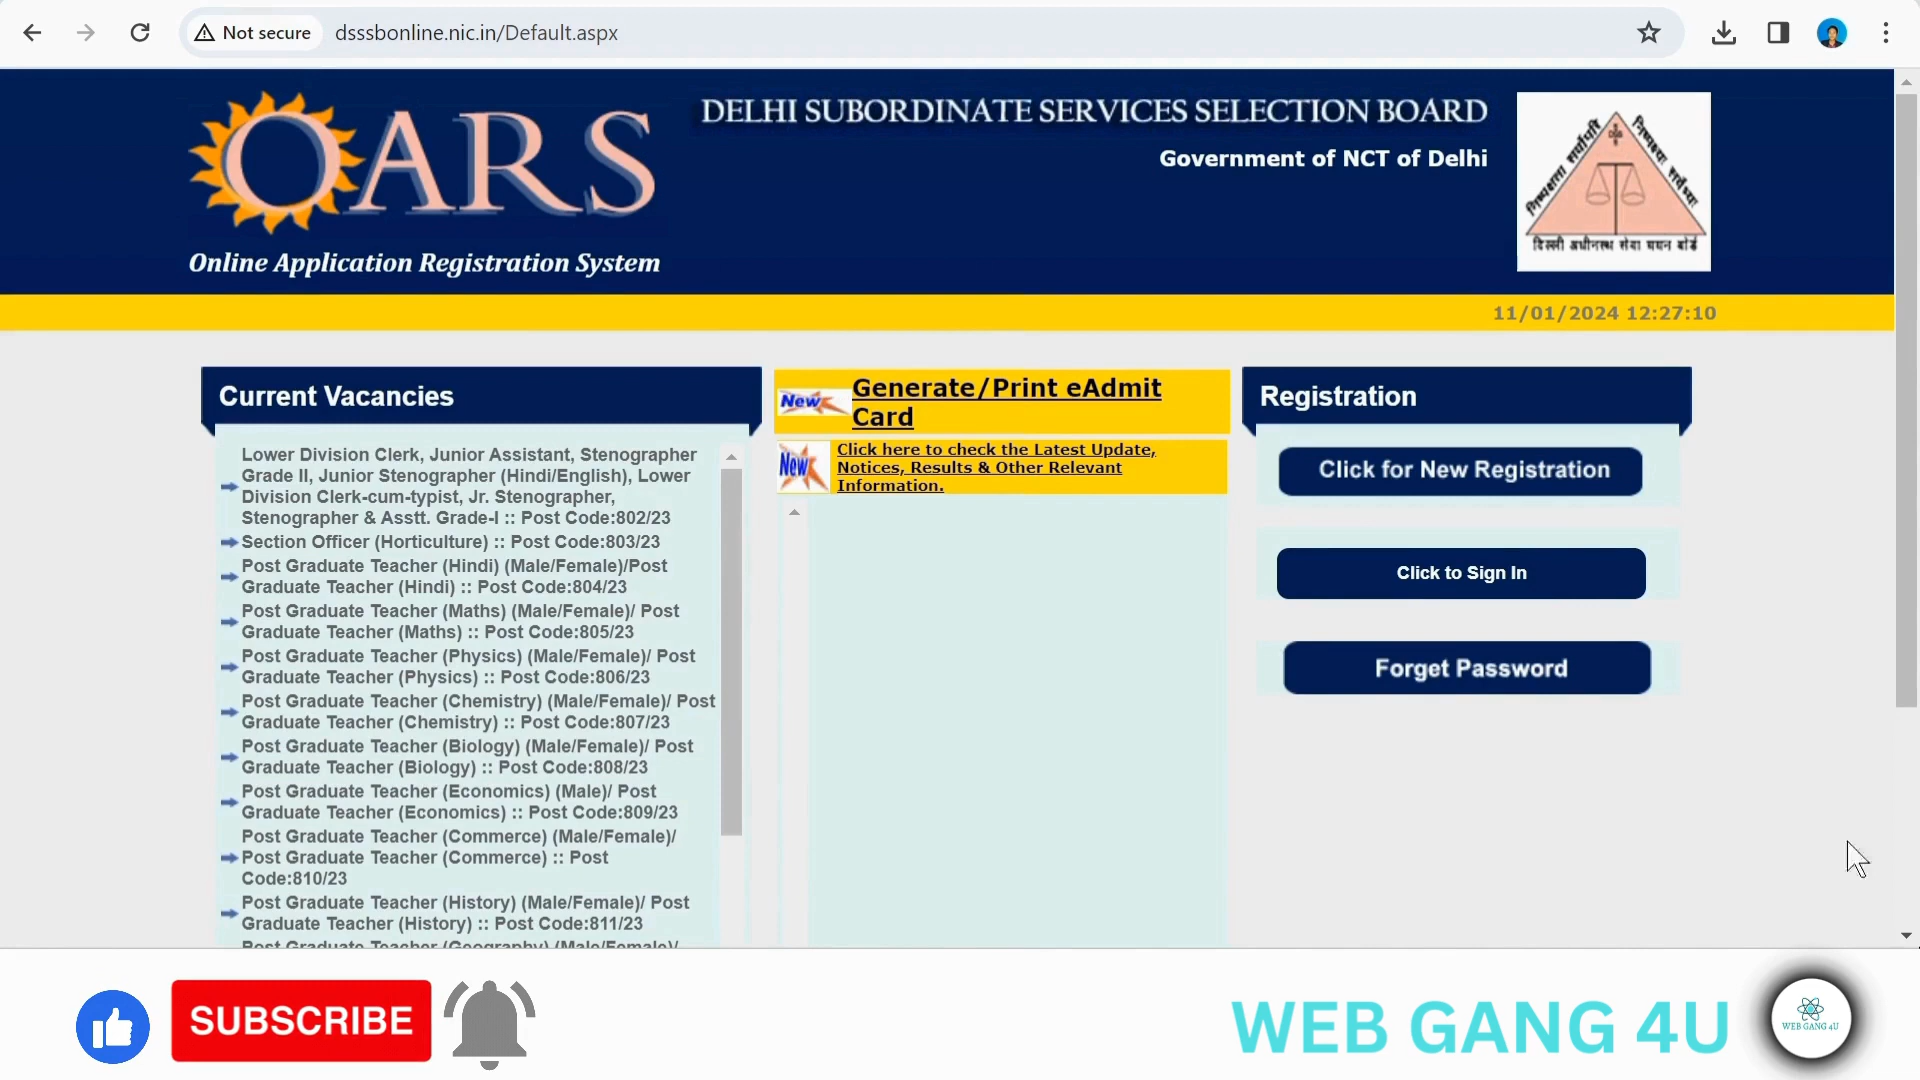 Not secure
dsssbonline.nic.in/Default.aspx
OARS
Online Application Registration System
DELHI SUBORDINATE SERVICES SELECTION BOARD
Government of NCT of Delhi
दिल्ली अधीनस्थ सेवा चयन बोर्ड
11/01/2024 12:27:10
Current Vacancies
Lower Division Clerk, Junior Assistant, Stenographer
Grade II, Junior Stenographer (Hindi/English), Lower
Division Clerk-cum-typist, Jr. Stenographer,
Stenographer & Asstt. Grade-I :: Post Code:802/23
Section Officer (Horticulture) :: Post Code:803/23
Post Graduate Teacher (Hindi) (Male/Female)/Post
Graduate Teacher (Hindi) :: Post Code:804/23
Post Graduate Teacher (Maths) (Male/Female)/ Post
Graduate Teacher (Maths) :: Post Code:805/23
Post Graduate Teacher (Physics) (Male/Female)/ Post
Graduate Teacher (Physics) :: Post Code:806/23
Post Graduate Teacher (Chemistry) (Male/Female)/ Post
Graduate Teacher (Chemistry) :: Post Code:807/23
Post Graduate Teacher (Biology) (Male/Female)/ Post
Graduate Teacher (Biology) :: Post Code:808/23
Post Graduate Teacher (Economics) (Male)/ Post
Graduate Teacher (Economics) :: Post Code:809/23
Post Graduate Teacher (Commerce) (Male/Female)/
Post Graduate Teacher (Commerce) :: Post
Code:810/23
Post Graduate Teacher (History) (Male/Female)/ Post
Graduate Teacher (History) :: Post Code:811/23
Post Graduate Teacher (Geography) (Male/Female)/
New
Generate/Print eAdmit
Card
New
Click here to check the Latest Update,
Notices, Results & Other Relevant
Information.
Registration
Click for New Registration
Click to Sign In
Forget Password
SUBSCRIBE
WEB GANG 4U
WEB GANG 4U